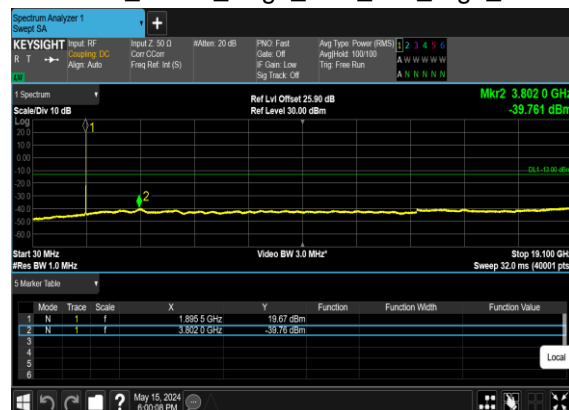 Spectrum Analyzer 1
Swept SA
+
KEYSIGHT Input: RF Input Z: 50 Ω #Atten: 20 dB PNO: Fast Avg Type: Power (RMS) 1 2 3 4 5 6
R T Coupling: DC Corr CCorr Gate: Off Avg|Hold: 100/100 A W W W W W
Align: Auto Freq Ref: Int (S) IF Gain: Low Trig: Free Run
Sig Track: Off A N N N N N
1 Spectrum Ref Lvl Offset 25.90 dB Mkr2 3.802 0 GHz
Scale/Div 10 dB Ref Level 30.00 dBm -39.761 dBm
Log
20.0 1
10.0
0.00
-10.0 DL1 -13.00 dBm
-20.0
-30.0 2
-40.0
-50.0
-60.0
Start 30 MHz Video BW 3.0 MHz* Stop 19.100 GHz
#Res BW 1.0 MHz Sweep 32.0 ms (40001 pts)
5 Marker Table
Mode Trace Scale X Y Function Function Width Function Value
1 N 1 f 1.895 5 GHz 19.67 dBm
2 N 1 f 3.802 0 GHz -39.76 dBm
3
4
5
6
Local
? May 15, 2024
6:00:08 PM